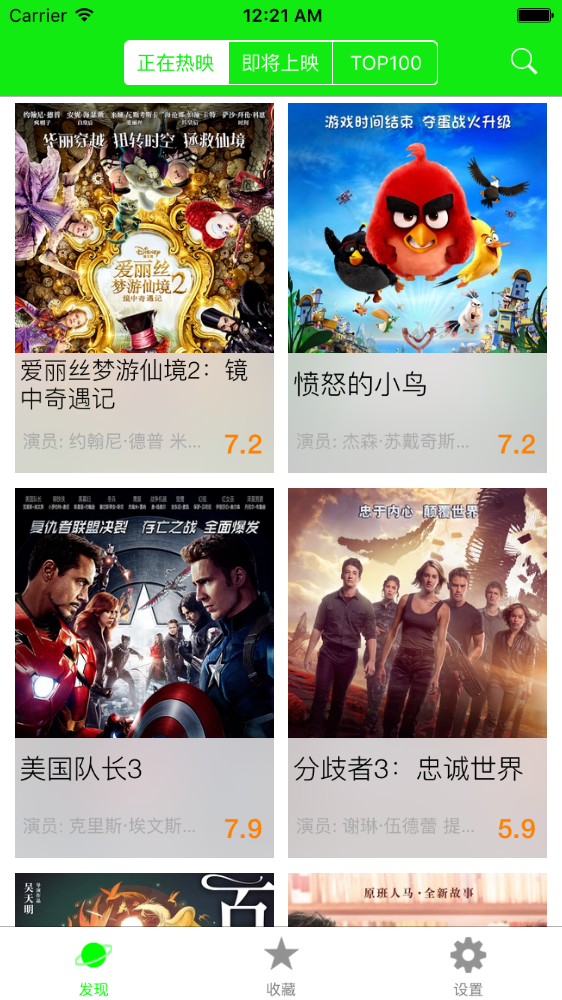 Carrier
12:21 AM
正在热映
即将上映
TOP100
约翰尼·德普 安妮·海瑟薇 米娅·瓦斯考斯卡 海伦娜·伯翰·卡特 萨沙·拜伦·科恩
华丽穿越 扭转时空 拯救仙境
Disney
爱丽丝
梦游仙境2
镜中奇遇记
爱丽丝梦游仙境2：镜
中奇遇记
演员: 约翰尼·德普 米...
7.2
游戏时间结束 夺蛋战火升级
愤怒的小鸟
演员: 杰森·苏戴奇斯...
7.2
复仇者联盟决裂 存亡之战 全面爆发
美国队长3
演员: 克里斯·埃文斯...
7.9
忠于内心 颠覆世界
分歧者3：忠诚世界
演员: 谢琳·伍德蕾 提...
5.9
导演作品
吴天明
百
原班人马·全新故事
发现
收藏
设置